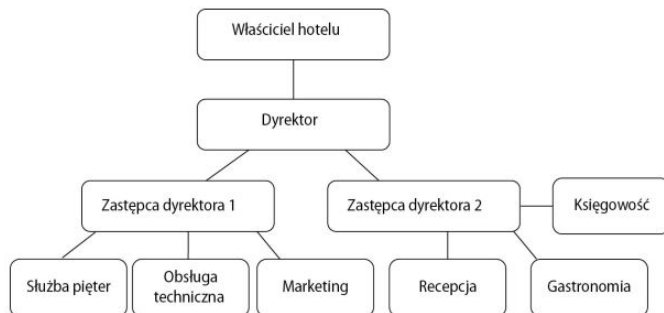 Właściciel hotelu
Dyrektor
Zastępca dyrektora 1
Zastępca dyrektora 2
Księgowość
Służba pięter
Obsługa
techniczna
Marketing
Recepcja
Gastronomia